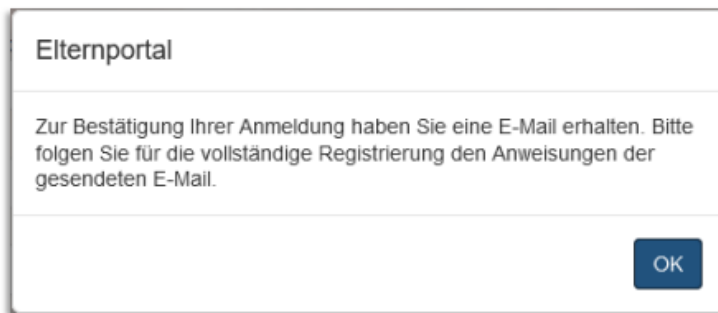 Elternportal
Zur Bestätigung Ihrer Anmeldung haben Sie eine E-Mail erhalten. Bitte
folgen Sie für die vollständige Registrierung den Anweisungen der
gesendeten E-Mail.
OK